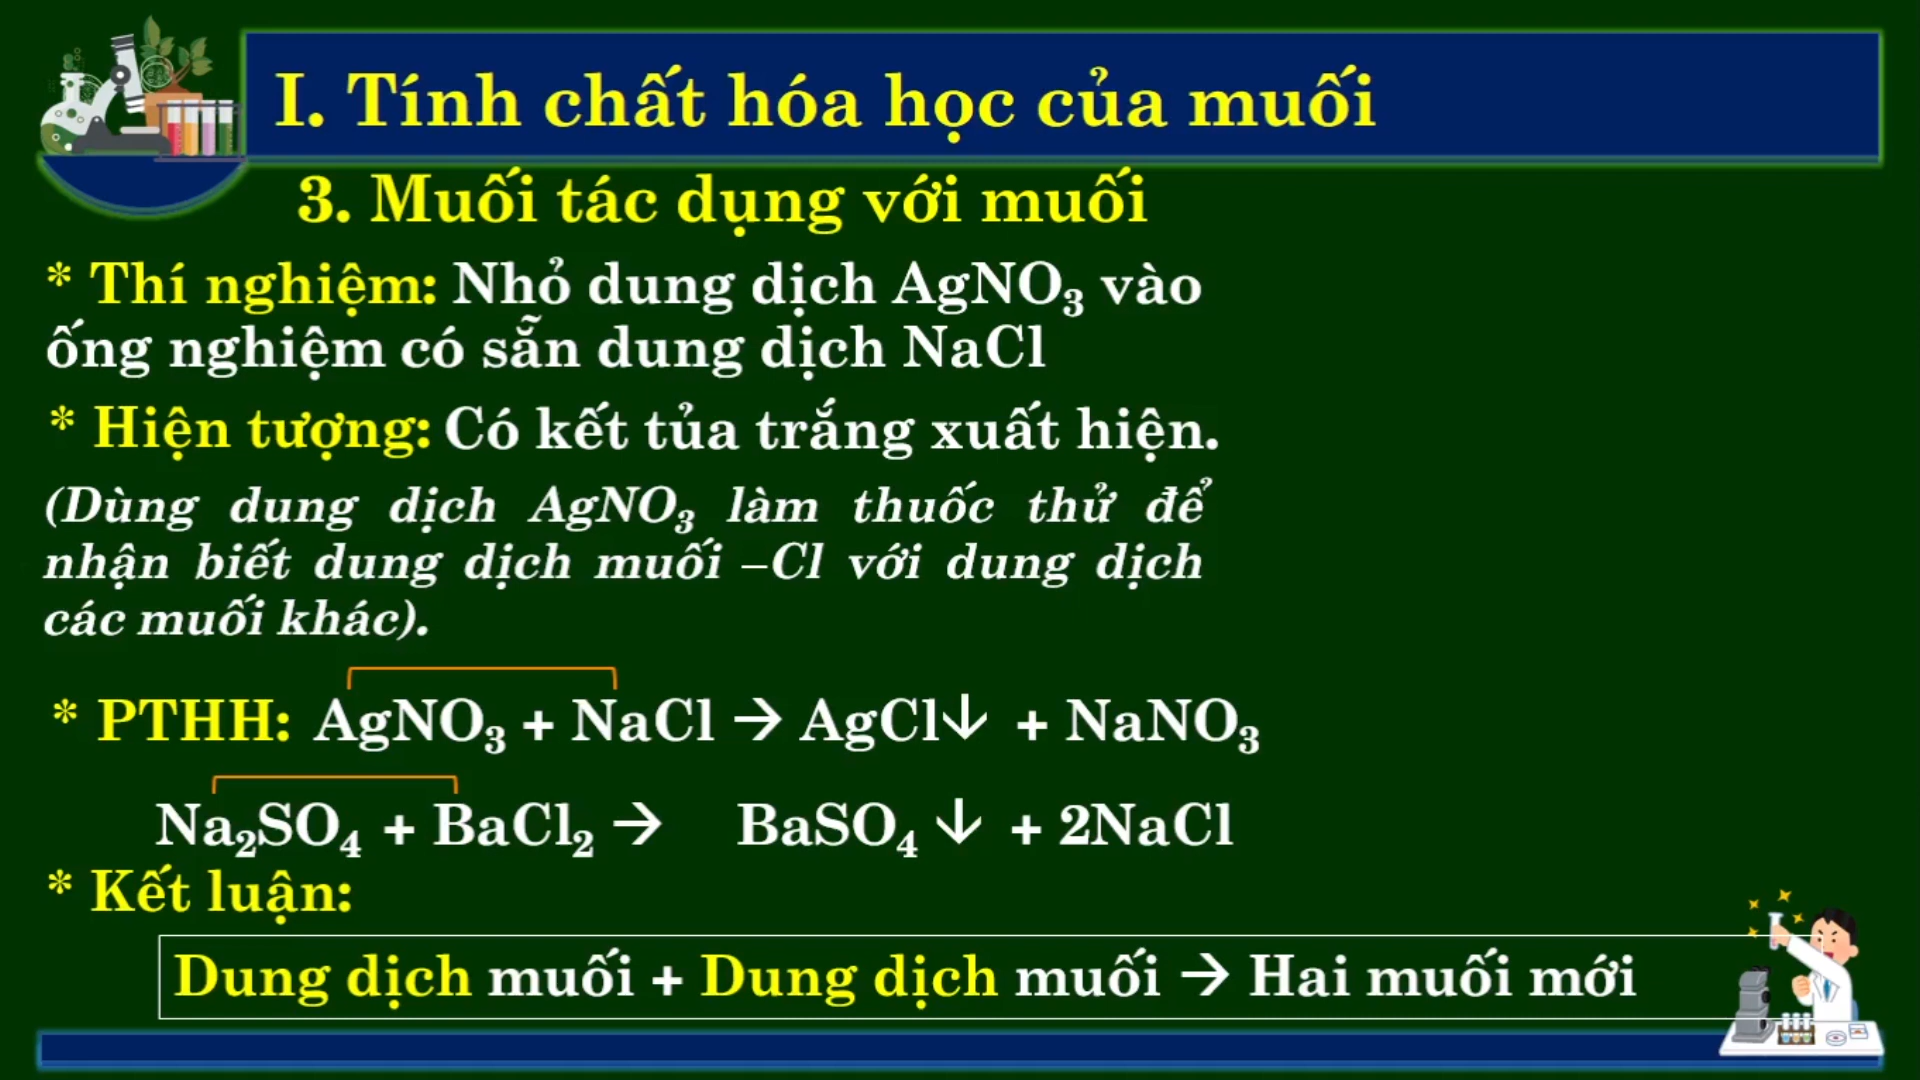 I. Tính chất hóa học của muối
3. Muối tác dụng với muối
* Thí nghiệm: Nhỏ dung dịch AgNO₃ vào
ống nghiệm có sẵn dung dịch NaCl
* Hiện tượng: Có kết tủa trắng xuất hiện.
(Dùng dung dịch AgNO₃ làm thuốc thử để
nhận biết dung dịch muối –Cl với dung dịch
các muối khác).
* PTHH: AgNO₃ + NaCl → AgCl↓ + NaNO₃
Na₂SO₄ + BaCl₂ → BaSO₄ ↓ + 2NaCl
* Kết luận:
Dung dịch muối + Dung dịch muối → Hai muối mới